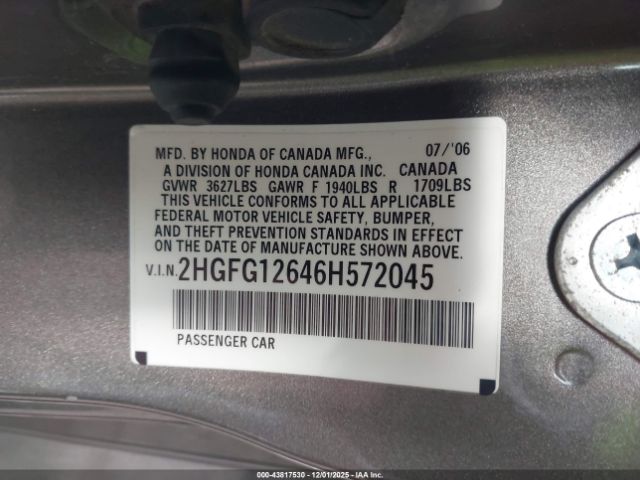 MFD. BY HONDA OF CANADA MFG., 07/'06
A DIVISION OF HONDA CANADA INC. CANADA
GVWR 3627LBS GAWR F 1940LBS R 1709LBS
THIS VEHICLE CONFORMS TO ALL APPLICABLE
FEDERAL MOTOR VEHICLE SAFETY, BUMPER,
AND THEFT PREVENTION STANDARDS IN EFFECT
ON THE DATE OF MANUFACTURE SHOWN ABOVE.
V.I.N. 2HGFG12646H572045
PASSENGER CAR
000-43817530 - 12/01/2025 - IAAI Inc.